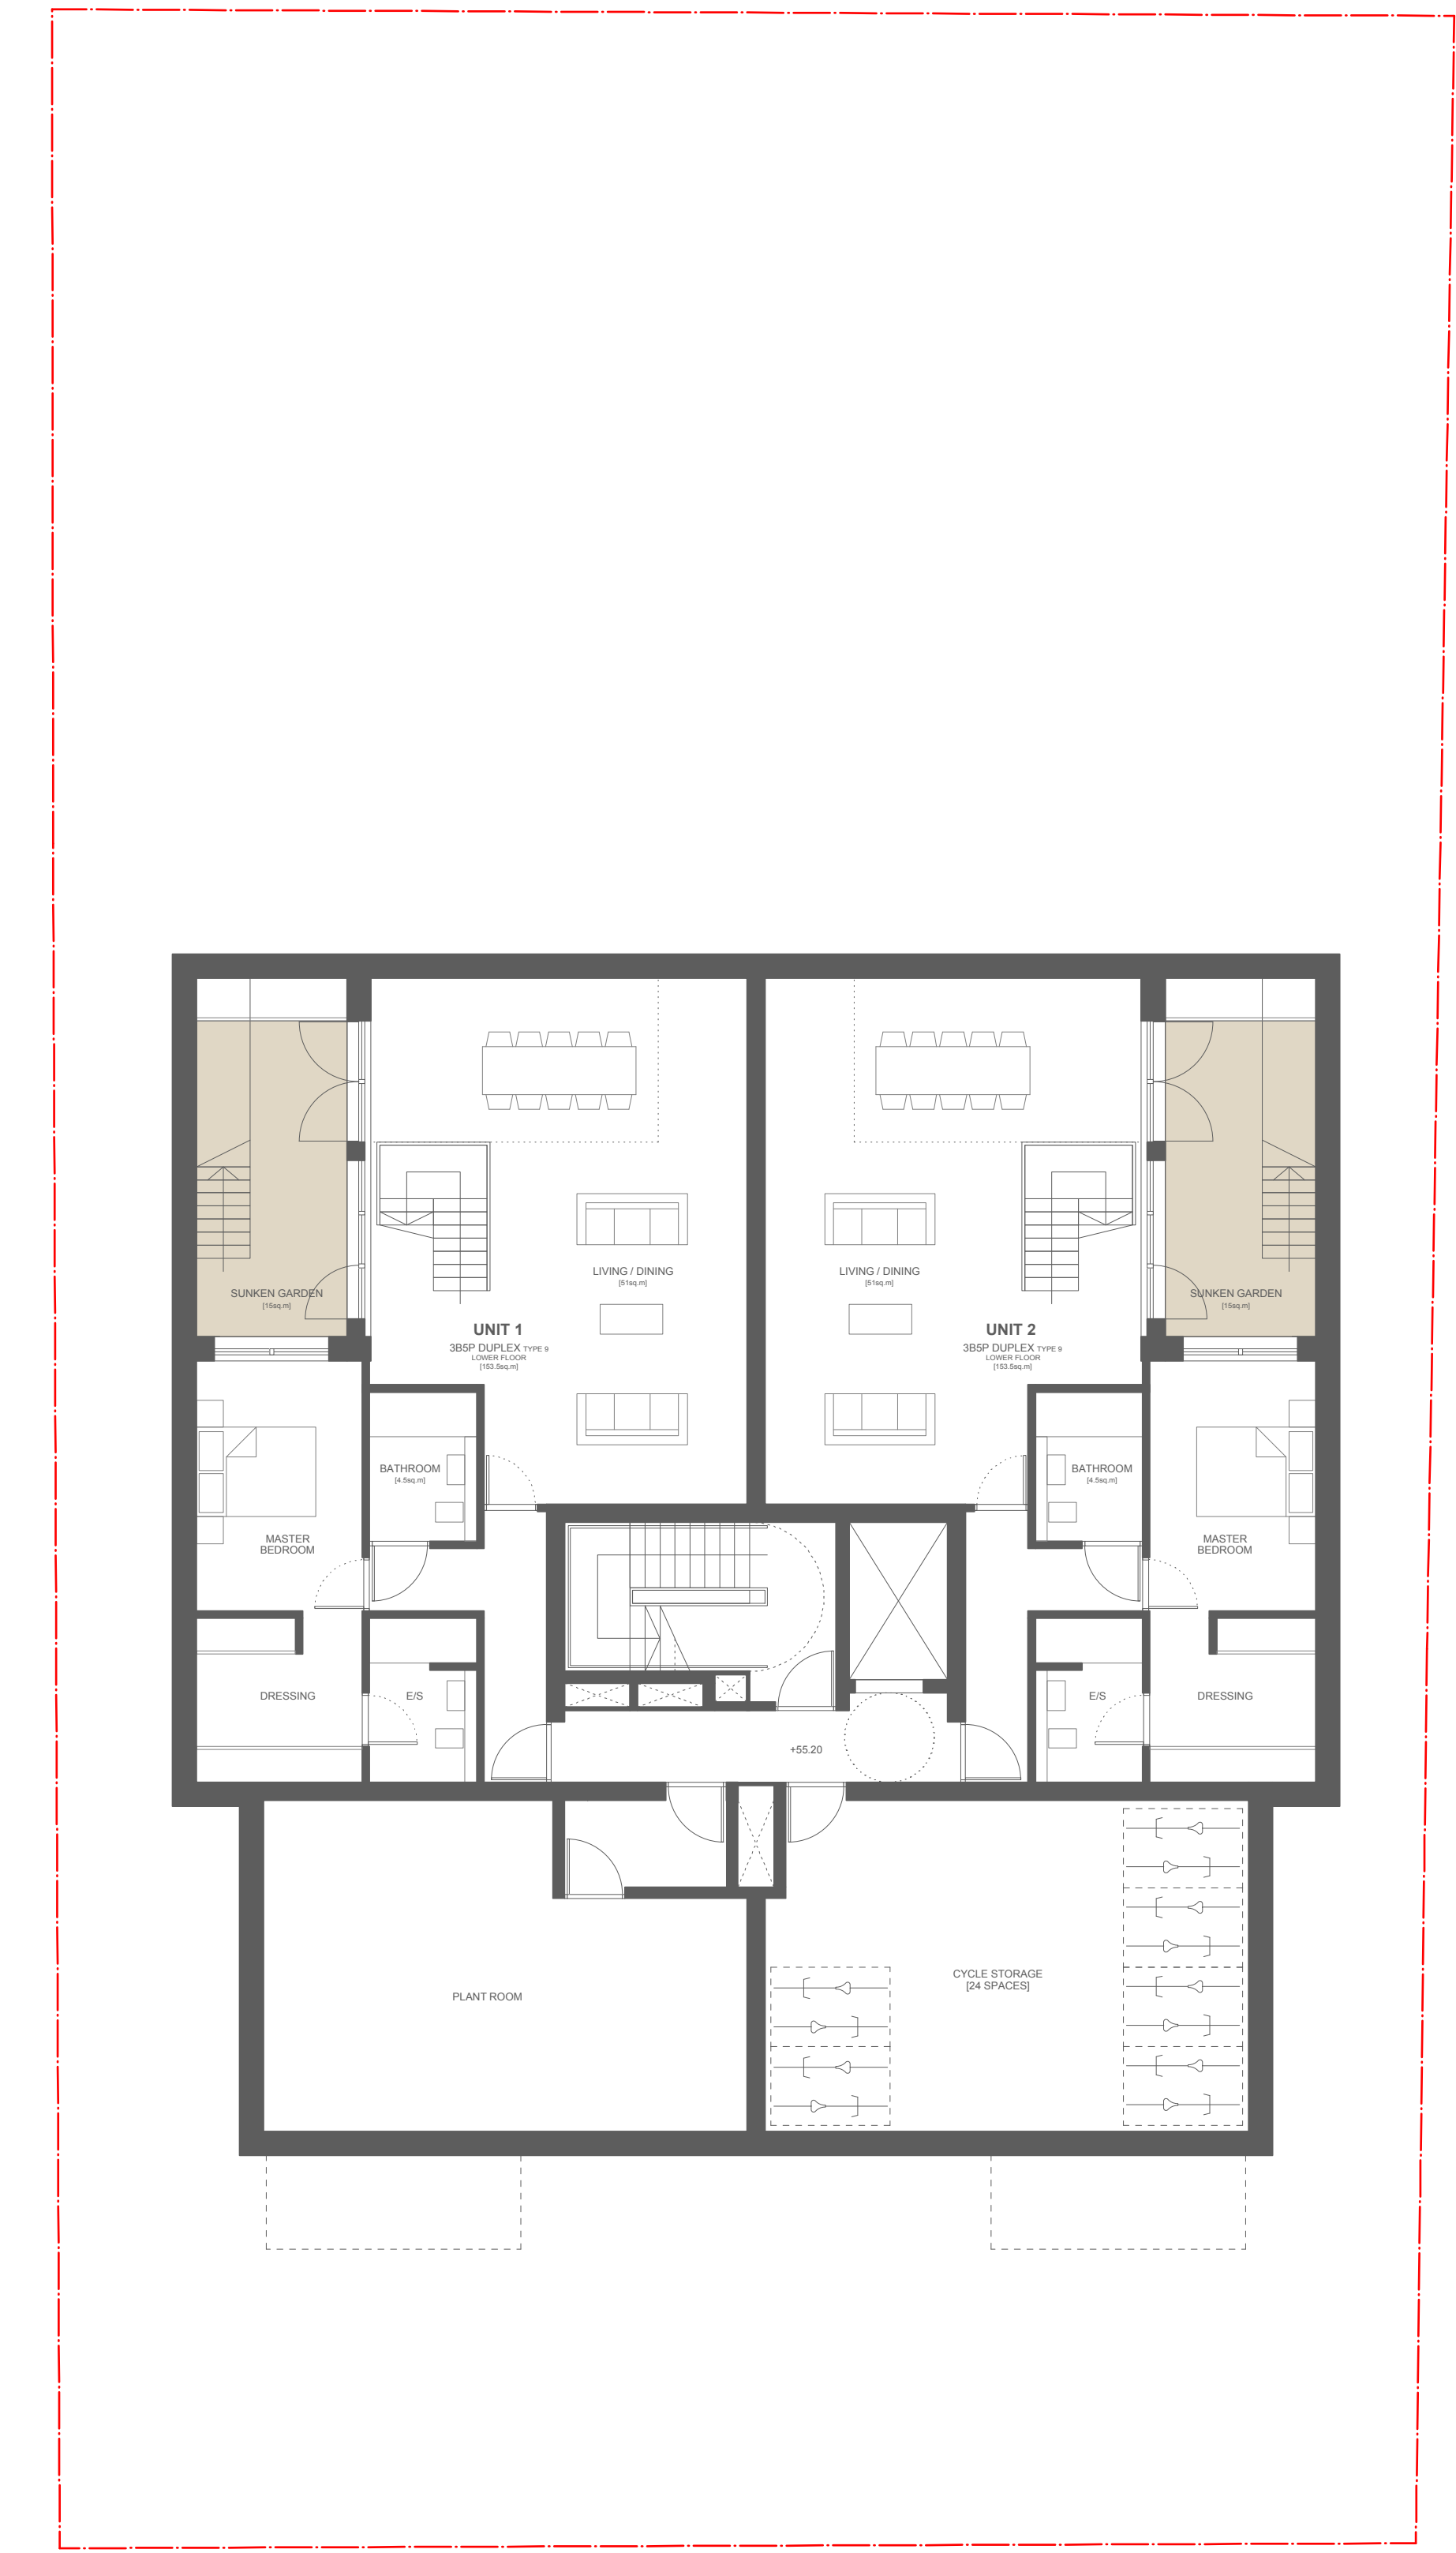 LIVING / DINING
[51sq.m]
LIVING / DINING
[51sq.m]
SUNKEN GARDEN
[15sq.m]
SUNKEN GARDEN
[15sq.m]
UNIT 1
3B5P DUPLEX TYPE 9
LOWER FLOOR
[153.5sq.m]
UNIT 2
3B5P DUPLEX TYPE 9
LOWER FLOOR
[153.5sq.m]
BATHROOM
[4.5sq.m]
BATHROOM
[4.5sq.m]
MASTER
BEDROOM
MASTER
BEDROOM
DRESSING
E/S
E/S
DRESSING
+55.20
CYCLE STORAGE
[24 SPACES]
PLANT ROOM